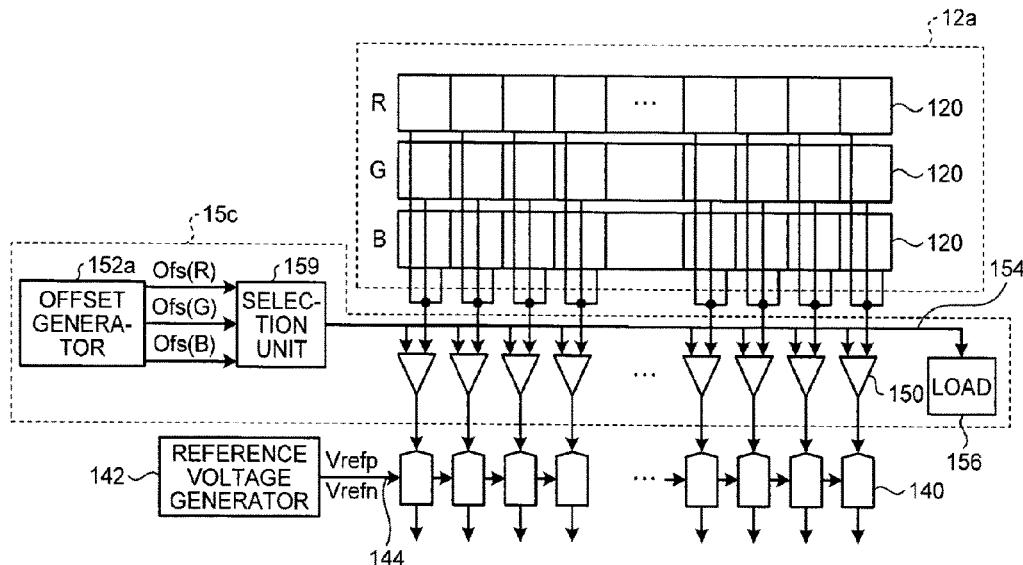 12a
R
...
120
G
120
B
120
15c
152a
OFFSET
GENERA-
TOR
Ofs(R)
Ofs(G)
Ofs(B)
159
SELEC-
TION
UNIT
154
...
150
LOAD
156
142
REFERENCE
VOLTAGE
GENERATOR
Vrefp
Vrefn
144
...
140